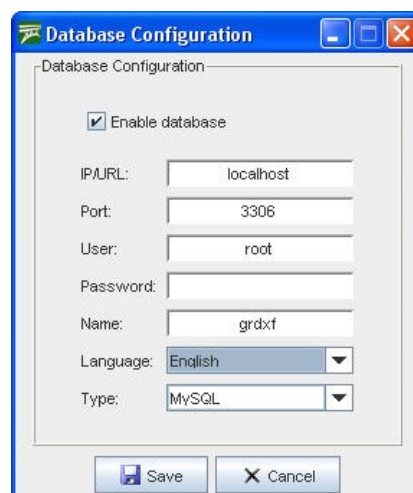 Database Configuration
Database Configuration
Enable database
IP/URL: localhost
Port: 3306
User: root
Password:
Name: grdxf
Language: English
Type: MySQL
Save Cancel